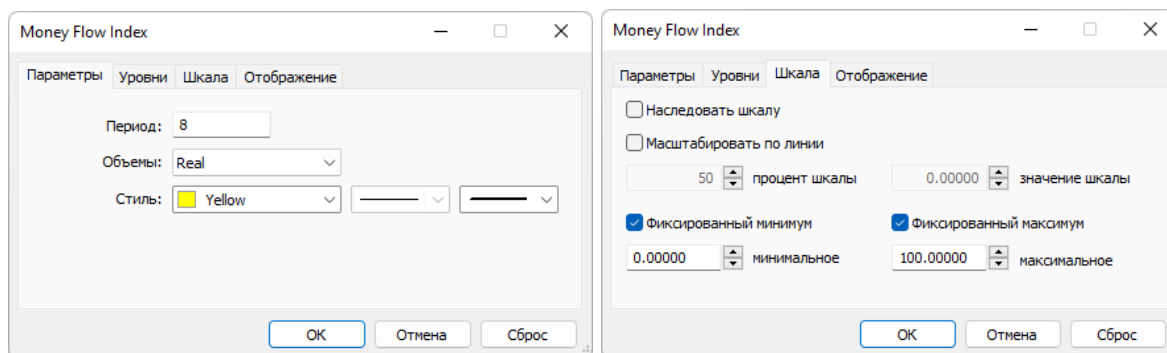 Money Flow Index
Параметры Уровни Шкала Отображение
Период: 8
Объемы: Real
Стиль: Yellow
OK Отмена Сброс
Money Flow Index
Параметры Уровни Шкала Отображение
Наследовать шкалу
Масштабировать по линии
50 процент шкалы 0.00000 значение шкалы
Фиксированный минимум Фиксированный максимум
0.00000 минимальное 100.00000 максимальное
OK Отмена Сброс